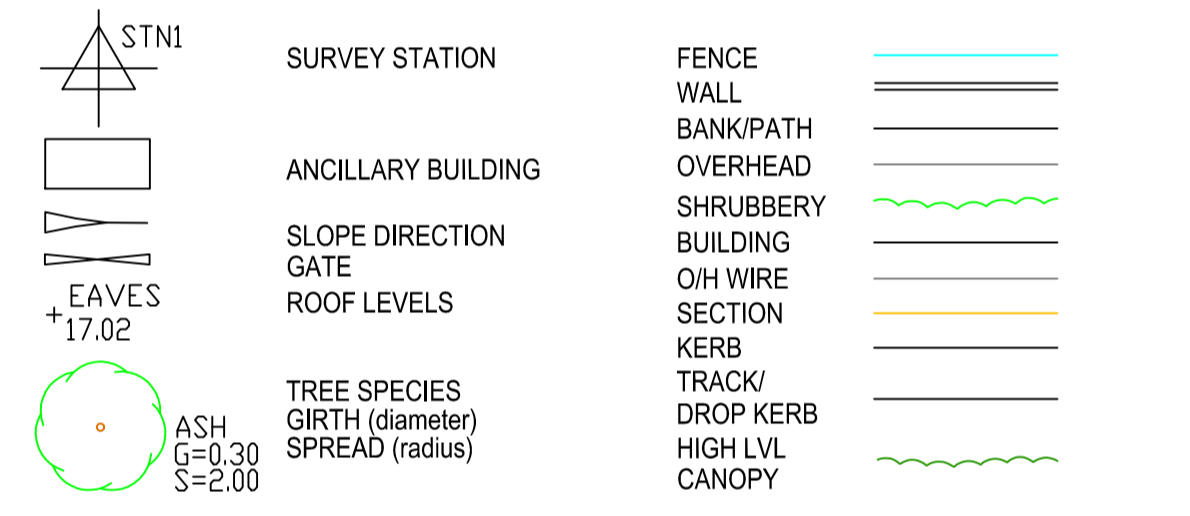 STN1
SURVEY STATION
ANCILLARY BUILDING
SLOPE DIRECTION
GATE
EAVES
+17.02
ROOF LEVELS
ASH
G=0.30
S=2.00
TREE SPECIES
GIRTH (diameter)
SPREAD (radius)
FENCE
WALL
BANK/PATH
OVERHEAD
SHRUBBERY
BUILDING
O/H WIRE
SECTION
KERB
TRACK/
DROP KERB
HIGH LVL
CANOPY